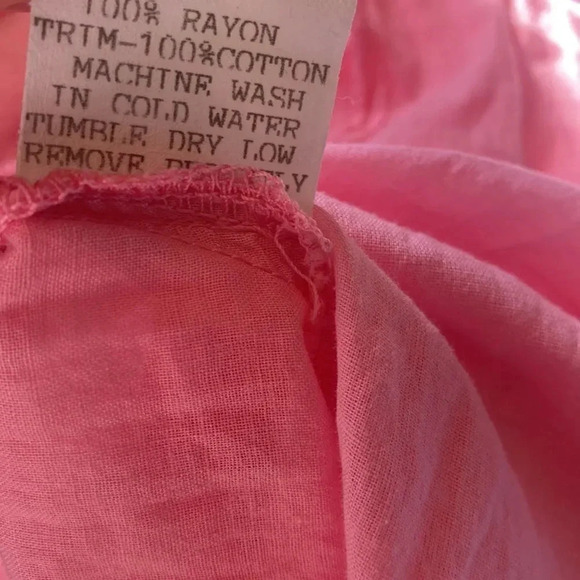 100% RAYON
TRIM-100%COTTON
MACHINE WASH
IN COLD WATER
TUMBLE DRY LOW
REMOVE